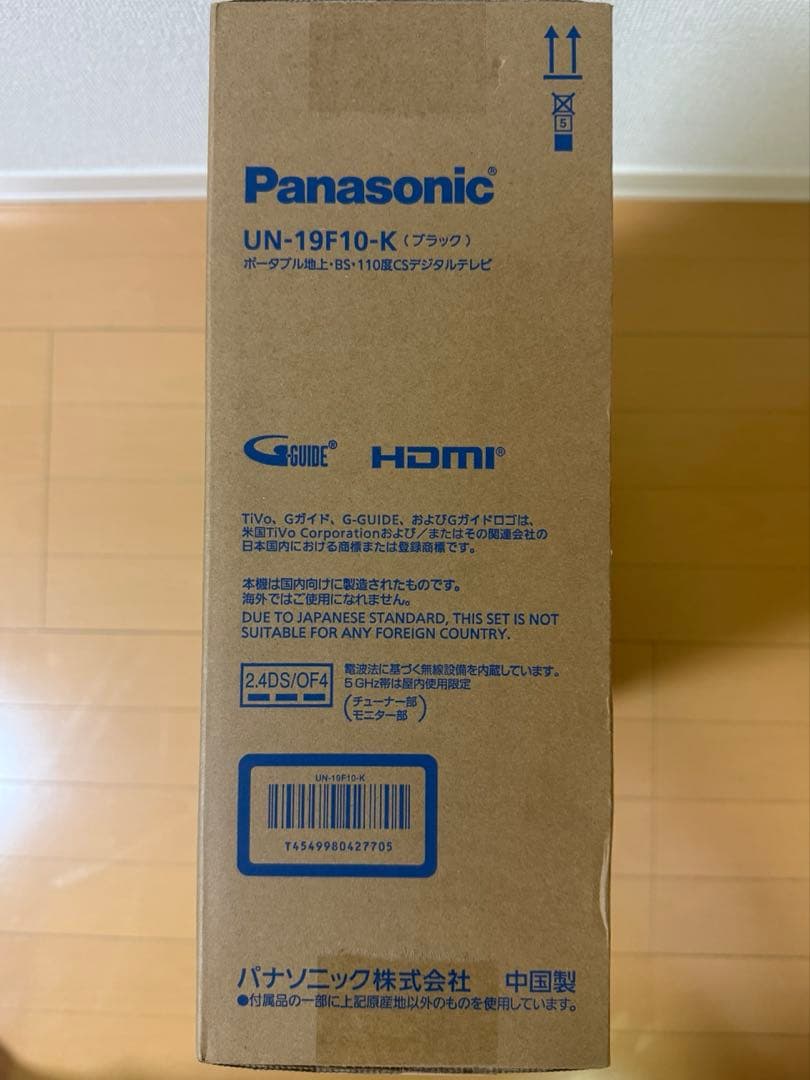 5
Panasonic®
UN-19F10-K（ブラック）
ポータブル地上・BS・110度CSデジタルテレビ
G-GUIDE® HDMI®
TiVo、Gガイド、G-GUIDE、およびGガイドロゴは、
米国TiVo Corporationおよび／またはその関連会社の
日本国内における商標または登録商標です。
本機は国内向けに製造されたものです。
海外ではご使用になれません。
DUE TO JAPANESE STANDARD, THIS SET IS NOT
SUITABLE FOR ANY FOREIGN COUNTRY.
2.4DS/OF4
電波法に基づく無線設備を内蔵しています。
5GHz帯は屋内使用限定
（チューナー部
モニター部）
UN-19F10-K
T4549980427705
パナソニック株式会社 中国製
●付属品の一部に上記原産地以外のものを使用しています。